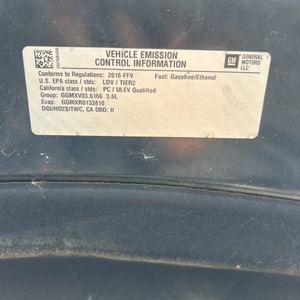 VEHICLE EMISSION
CONTROL INFORMATION
GM
GENERAL
MOTORS
LLC.
Conforms to Regulations: 2016 FFV Fuel: Gasoline/Ethanol
U.S. EPA class / stds: LDV / TIER2
California class / stds: PC / ULEV Qualified
Group: GGMXV03.6166 3.6L
Evap: GGMXR0133810
DGI/HO2S/TWC, CA OBD: II